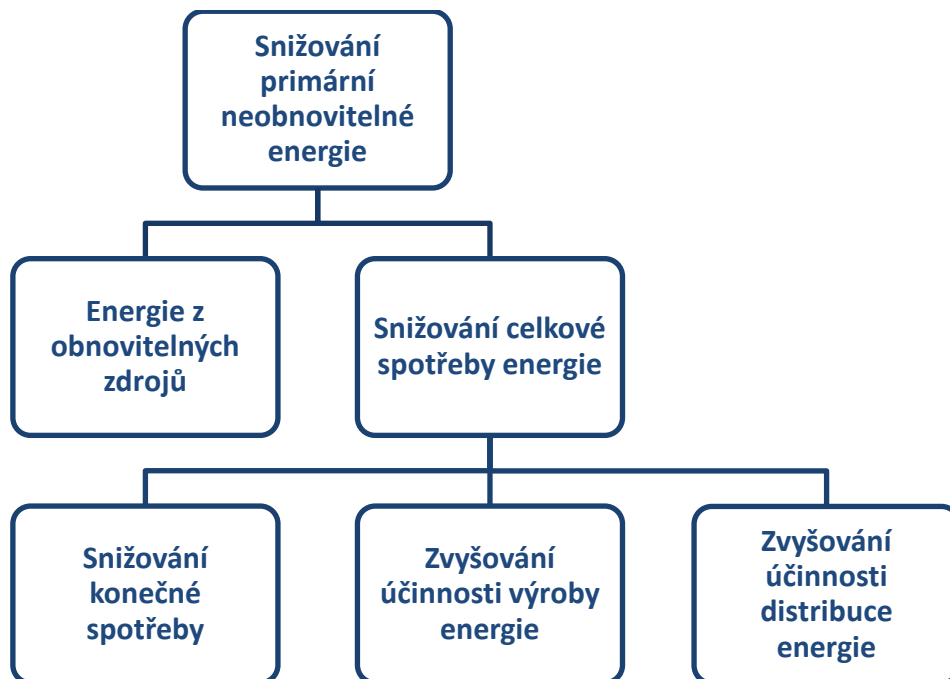 Snižování
primární
neobnovitelné
energie
Energie z
obnovitelných
zdrojů
Snižování celkové
spotřeby energie
Snižování
konečné
spotřeby
Zvyšování
účinnosti výroby
energie
Zvyšování
účinnosti
distribuce
energie